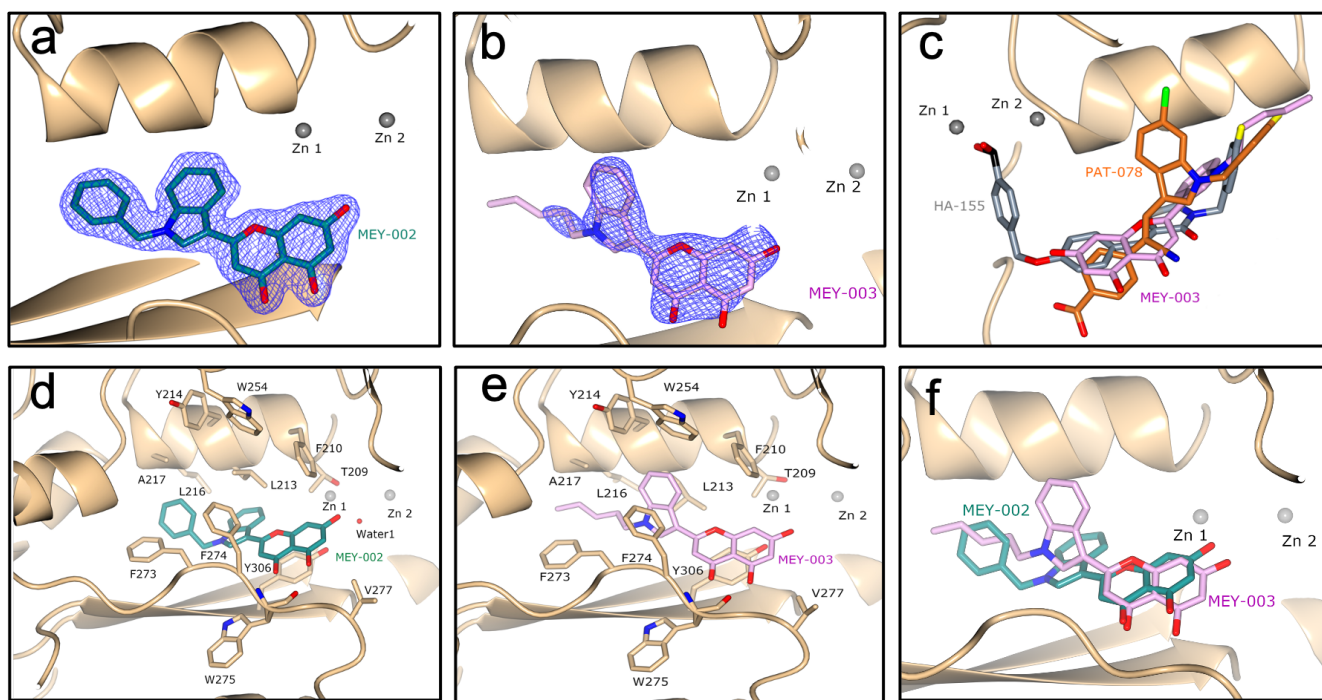 a
Zn 1
Zn 2
MEY-002
b
Zn 1
Zn 2
MEY-003
c
Zn 1
Zn 2
PAT-078
HA-155
MEY-003
d
Y214
W254
F210
A217
L216
L213
T209
Zn 1
Zn 2
Water1
MEY-002
F273
F274
Y306
V277
W275
e
Y214
W254
F210
A217
L216
L213
T209
Zn 1
Zn 2
MEY-003
F273
F274
Y306
V277
W275
f
MEY-002
Zn 1
Zn 2
MEY-003